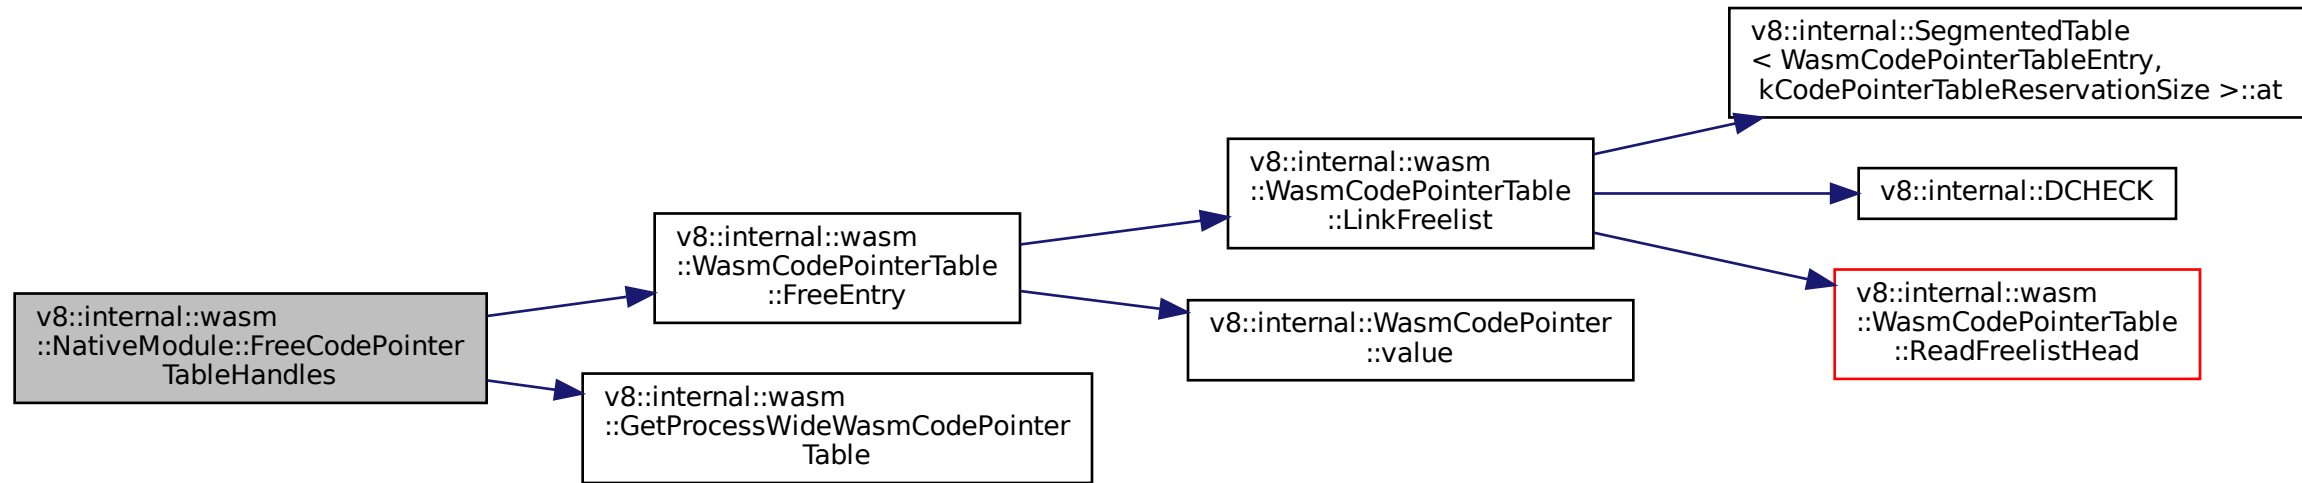 v8::internal::wasm
::NativeModule::FreeCodePointer
TableHandles
v8::internal::wasm
::WasmCodePointerTable
::FreeEntry
v8::internal::wasm
::GetProcessWideWasmCodePointer
Table
v8::internal::wasm
::WasmCodePointerTable
::LinkFreelist
v8::internal::WasmCodePointer
::value
v8::internal::SegmentedTable
< WasmCodePointerTableEntry,
kCodePointerTableReservationSize >::at
v8::internal::DCHECK
v8::internal::wasm
::WasmCodePointerTable
::ReadFreelistHead